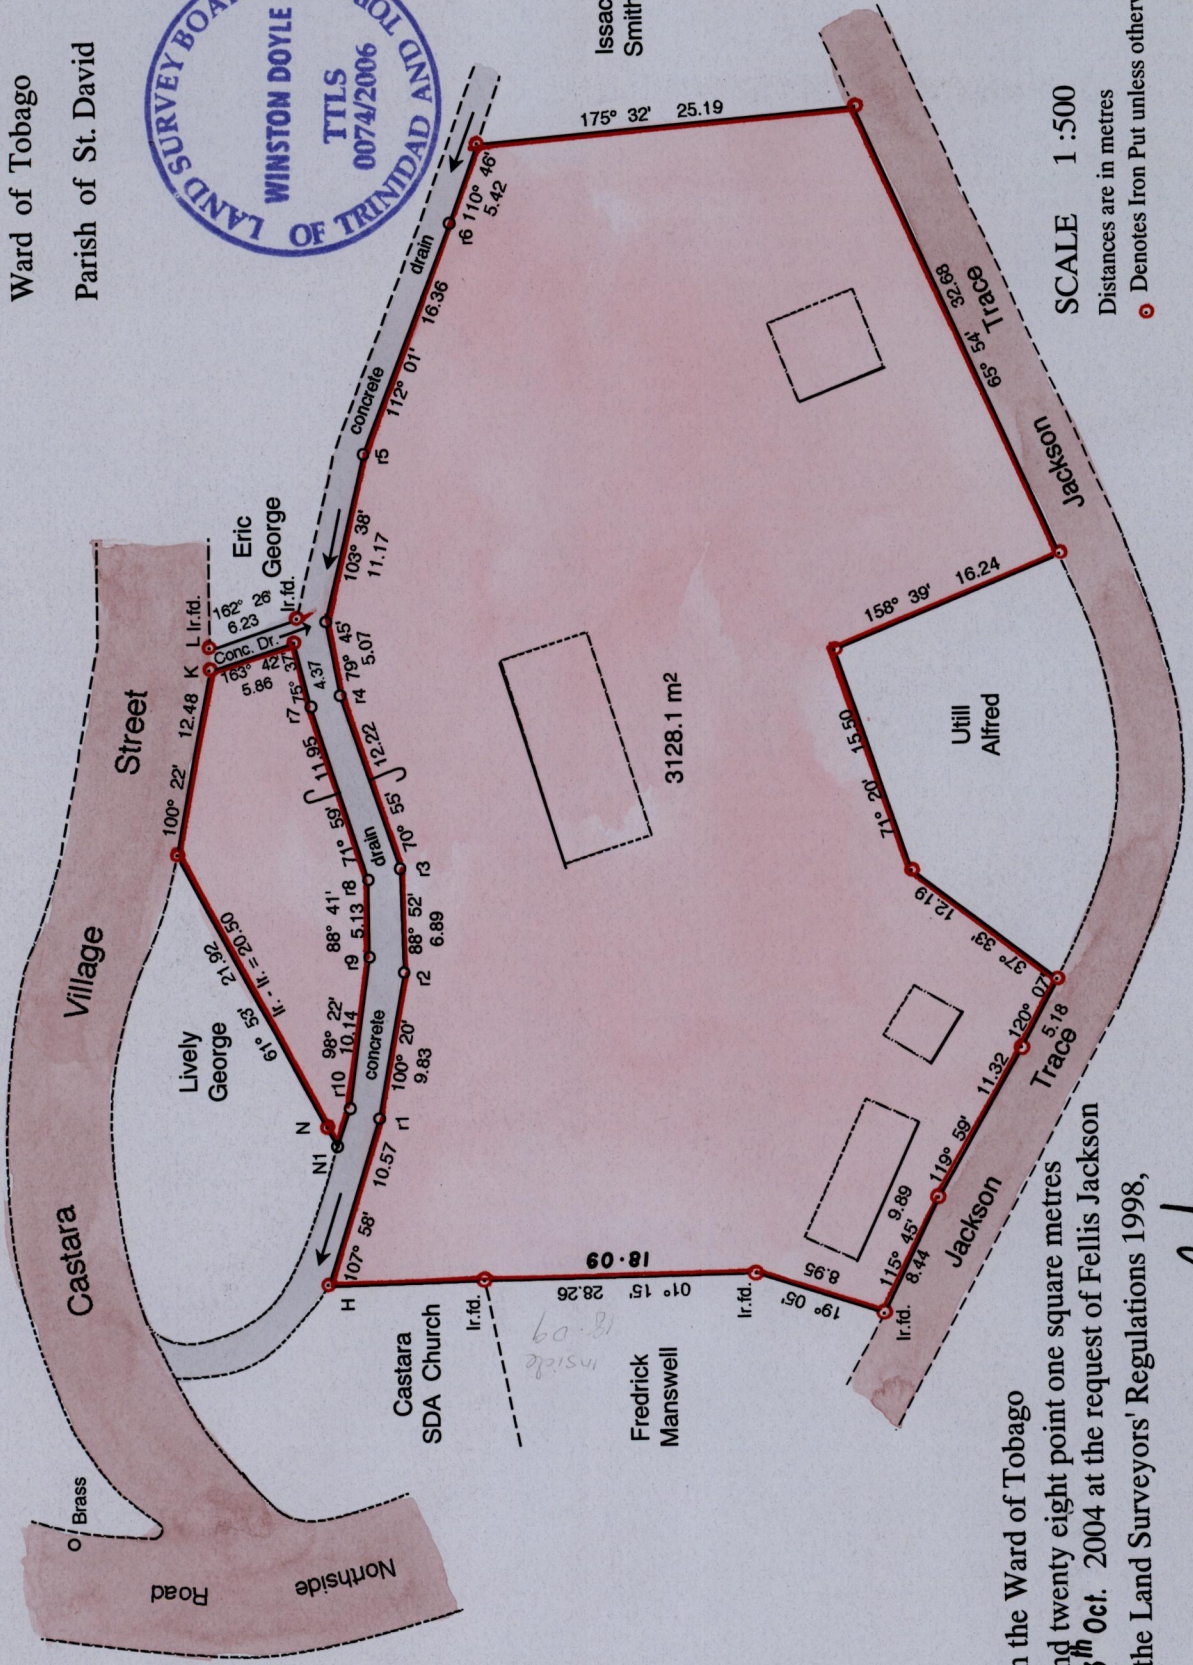 Ward of Tobago
Parish of St. David
LAND SURVEY BOA
OF TRINIDAD AND TO
WINSTON DOYLE
TTLS
0074/2006
Brass
Northside
Road
Castara
Village
Street
Lively
George
61° 53'
21.92
Ir. - Ir. = 20.50
100° 22'
12.48
K
L
Ir.fd.
162° 26'
6.23
Conc. Dr.
163° 42'
5.86
Eric
George
Ir.fd.
75° 37'
4.37
r7
71° 59'
11.95
r8
88° 41'
5.13
r9
98° 22'
10.14
r10
N
N1
drain
concrete
H
107° 58'
10.57
r1
100° 20'
9.83
r2
88° 52'
6.89
r3
70° 55'
12.22
r4
79° 45'
5.07
103° 38'
11.17
r5
concrete
drain
112° 01'
16.36
r6
110° 46'
5.42
Issac
Smith
175° 32'
25.19
65° 54'
32.68
Jackson
Trace
158° 39'
16.24
71° 20'
15.50
Utill
Alfred
37° 33'
12.19
120° 07'
5.18
119° 59'
11.32
115° 45'
9.89
8.44
Jackson
Trace
Ir.fd.
19° 05'
8.95
Ir.fd.
01° 15'
28.26
18.09
inside
18.09
Ir.fd.
Castara
SDA Church
Fredrick
Manswell
3128.1 m2
SCALE 1 :500
Distances are in metres
Denotes Iron Put unless otherw
n the Ward of Tobago
nd twenty eight point one square metres
th Oct. 2004 at the request of Fellis Jackson
the Land Surveyors' Regulations 1998,